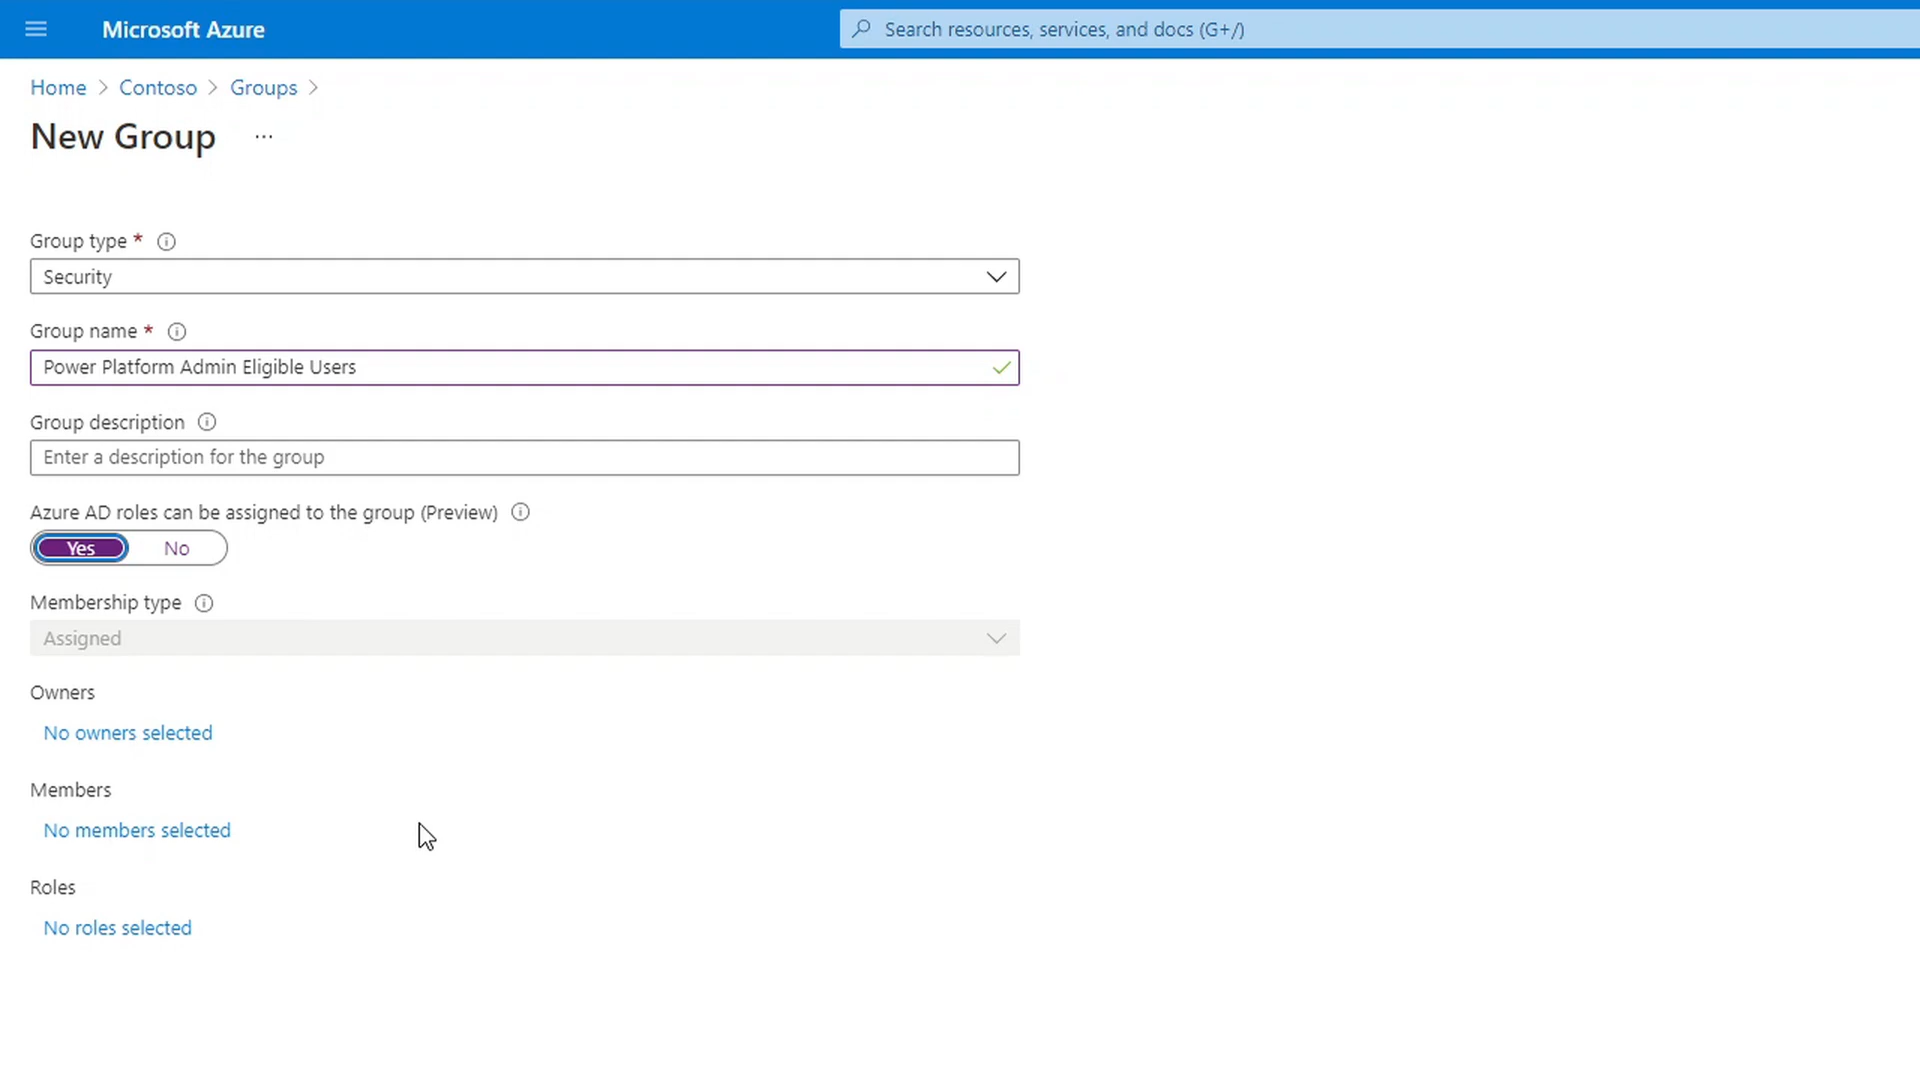 Microsoft Azure
Search resources, services, and docs (G+/)
Home > Contoso > Groups >
New Group ...
Group type *
Security
Group name *
Power Platform Admin Eligible Users
Group description
Enter a description for the group
Azure AD roles can be assigned to the group (Preview)
Yes No
Membership type
Assigned
Owners
No owners selected
Members
No members selected
Roles
No roles selected